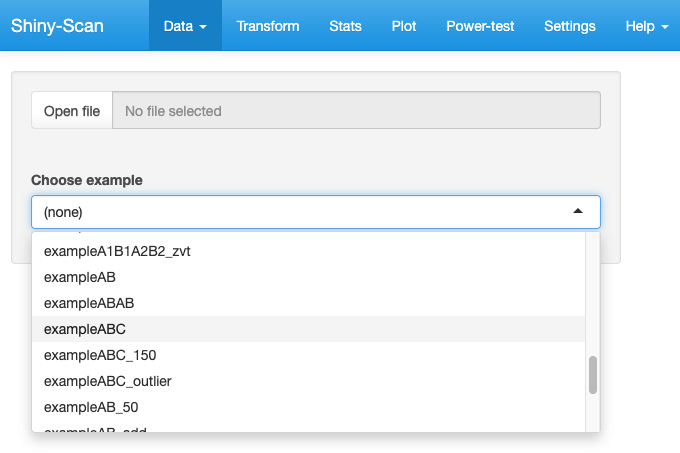 Shiny-Scan Data Transform Stats Plot Power-test Settings Help
Open file No file selected
Choose example
(none)
exampleA1B1A2B2_zvt
exampleAB
exampleABAB
exampleABC
exampleABC_150
exampleABC_outlier
exampleAB_50
exampleAB_add